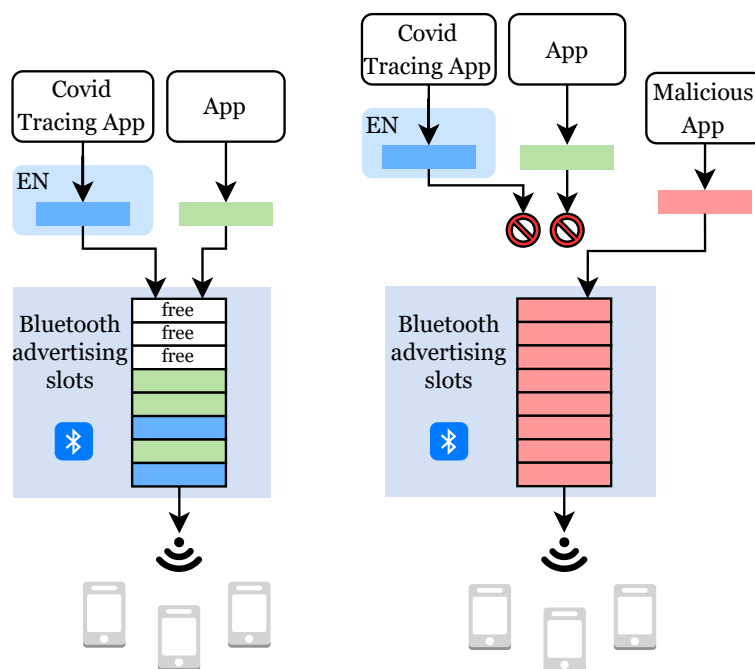 Covid
Tracing App
App
EN
free
free
free
Bluetooth
advertising
slots
Covid
Tracing App
App
Malicious
App
EN
Bluetooth
advertising
slots